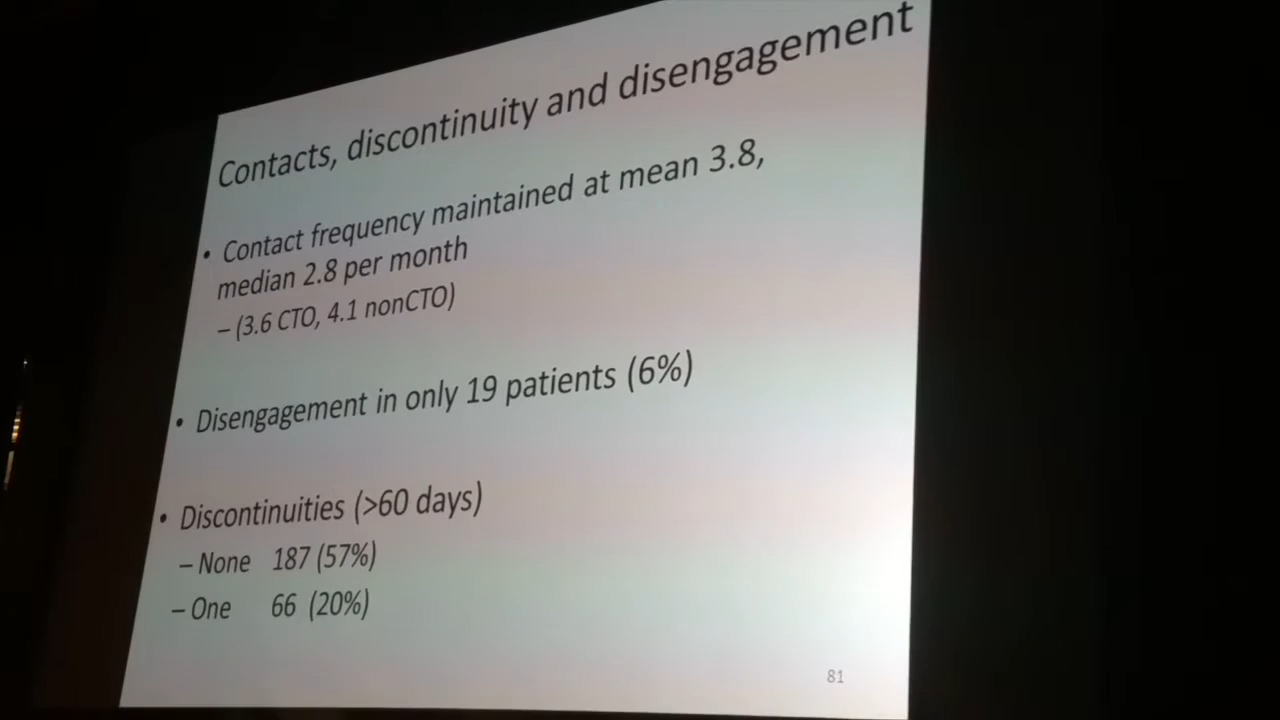 Contacts, discontinuity and disengagement
• Contact frequency maintained at mean 3.8,
median 2.8 per month
– (3.6 CTO, 4.1 nonCTO)
• Disengagement in only 19 patients (6%)
• Discontinuities (>60 days)
– None 187 (57%)
– One 66 (20%)
81